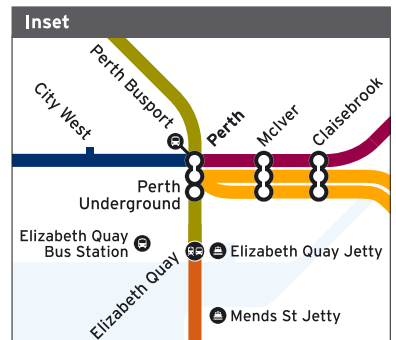 Inset
Perth Busport
City West
Perth
McIver
Claisebrook
Perth
Underground
Elizabeth Quay
Bus Station
Elizabeth Quay
Elizabeth Quay Jetty
Mends St Jetty